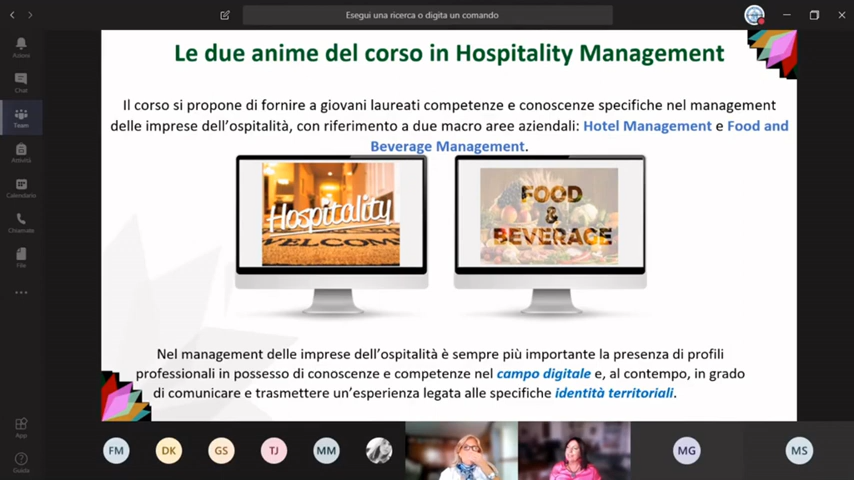 Esegui una ricerca o digita un comando
Attività
Chat
Team
Attività
Calendario
Chiamate
File
App
Guida
Le due anime del corso in Hospitality Management
Il corso si propone di fornire a giovani laureati competenze e conoscenze specifiche nel management
delle imprese dell'ospitalità, con riferimento a due macro aree aziendali: Hotel Management e Food and
Beverage Management.
Hospitality
WELCOM
FOOD
&
BEVERAGE
Nel management delle imprese dell'ospitalità è sempre più importante la presenza di profili
professionali in possesso di conoscenze e competenze nel campo digitale e, al contempo, in grado
di comunicare e trasmettere un'esperienza legata alle specifiche identità territoriali.
FM
DK
GS
TJ
MM
MG
MS